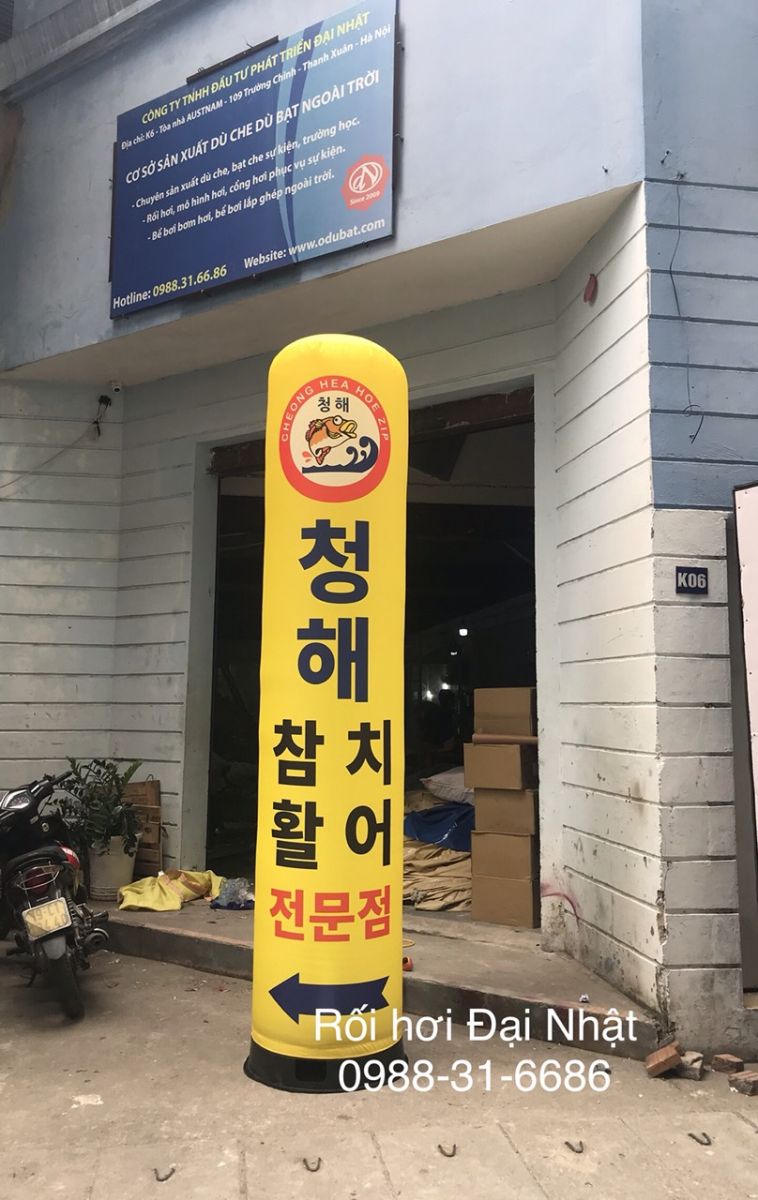 CÔNG TY TNHH ĐẦU TƯ PHÁT TRIỂN ĐẠI NHẬT
Địa chỉ: K6 - Tòa nhà AUSTNAM - 109 Trường Chinh - Thanh Xuân - Hà Nội
CƠ SỞ SẢN XUẤT DÙ CHE DÙ BẠT NGOÀI TRỜI
- Chuyên sản xuất dù che, bạt che sự kiện, trường học.
- Rối hơi, mô hình hơi, cổng hơi phục vụ sự kiện.
- Bể bơi bơm hơi, bể bơi lắp ghép ngoài trời.
dN
Since 2009
Hotline: 0988.31.66.86 Website: www.odubat.com
CHEONG HEA HOE ZIP
청해
청
해
참 치
활 어
전문점
K06
Rối hơi Đại Nhật
0988-31-6686